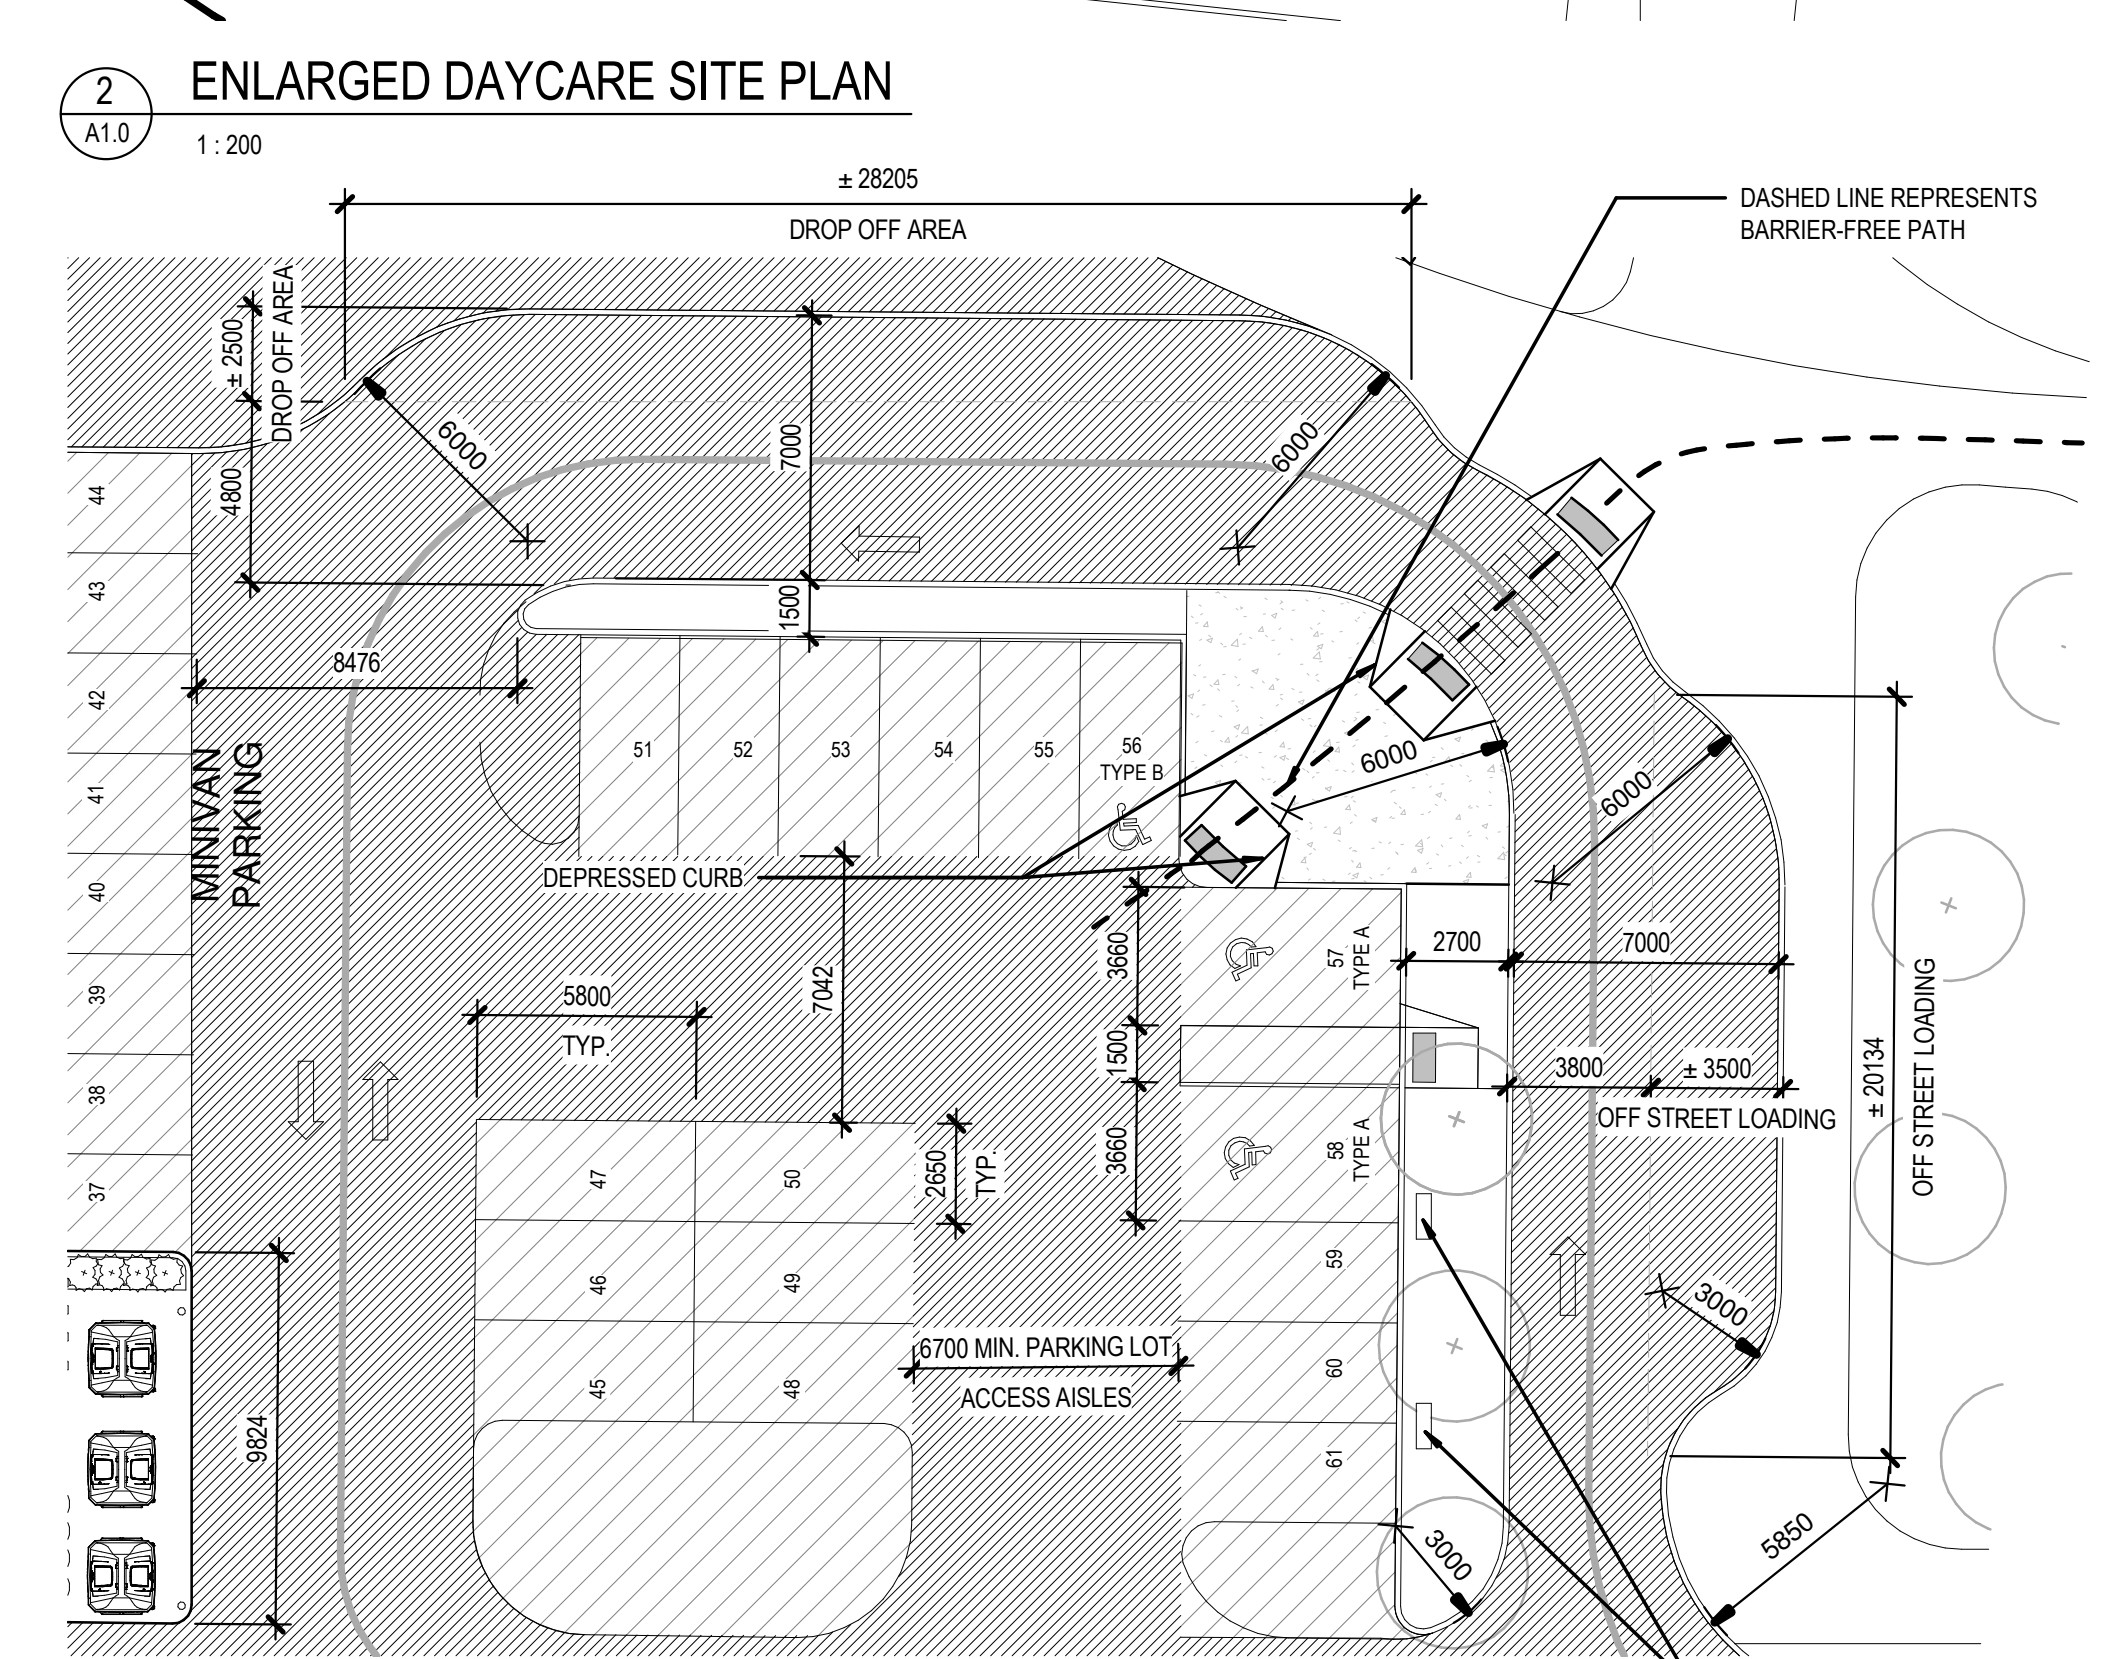 2
A1.0
ENLARGED DAYCARE SITE PLAN
1 : 200
± 28205
DROP OFF AREA
DASHED LINE REPRESENTS
BARRIER-FREE PATH
± 2500
DROP OFF AREA
4800
6000
7000
6000
1500
8476
44
43
42
41
40
39
38
37
MINIVAN
PARKING
51
52
53
54
55
56
TYPE B
6000
6000
DEPRESSED CURB
3660
57
TYPE A
2700
7000
7042
5800
TYP.
1500
3800
± 3500
OFF STREET LOADING
± 20134
OFF STREET LOADING
3660
58
TYPE A
2650
TYP.
47
50
46
49
45
48
59
60
61
3000
6700 MIN. PARKING LOT
ACCESS AISLES
9824
3000
5850